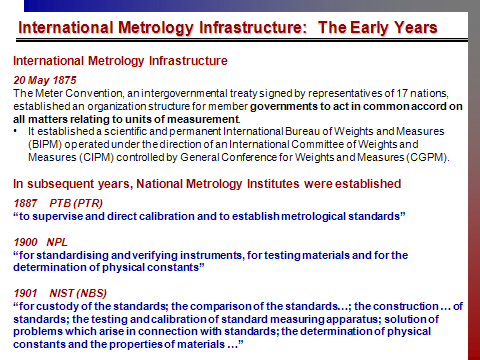 International Metrology Infrastructure: The Early Years
International Metrology Infrastructure
20 May 1875
The Meter Convention, an intergovernmental treaty signed by representatives of 17 nations,
established an organization structure for member governments to act in common accord on
all matters relating to units of measurement.
• It established a scientific and permanent International Bureau of Weights and Measures
(BIPM) operated under the direction of an International Committee of Weights and
Measures (CIPM) controlled by General Conference for Weights and Measures (CGPM).
In subsequent years, National Metrology Institutes were established
1887 PTB (PTR)
“to supervise and direct calibration and to establish metrological standards”
1900 NPL
“for standardising and verifying instruments, for testing materials and for the
determination of physical constants”
1901 NIST (NBS)
“for custody of the standards; the comparison of the standards…; the construction … of
standards; the testing and calibration of standard measuring apparatus; solution of
problems which arise in connection with standards; the determination of physical
constants and the properties of materials …”